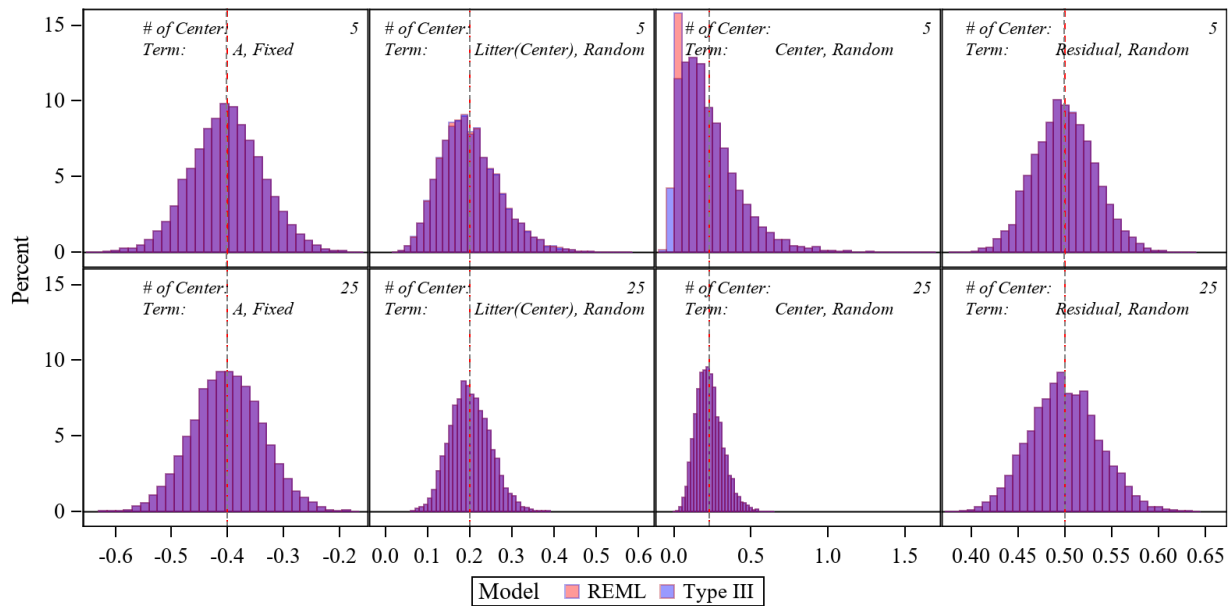 # of Center: 5
Term: A, Fixed
# of Center: 5
Term: Litter(Center), Random
# of Center: 5
Term: Center, Random
# of Center: 5
Term: Residual, Random
15
10
5
0
Percent
# of Center: 25
Term: A, Fixed
# of Center: 25
Term: Litter(Center), Random
# of Center: 25
Term: Center, Random
# of Center: 25
Term: Residual, Random
15
10
5
0
-0.6 -0.4 -0.3 -0.2
0.0 0.1 0.2 0.3 0.4 0.5 0.6
0.0 0.5 1.0 1.5
0.40 0.45 0.50 0.55 0.60 0.65
-0.5
Model REML Type III